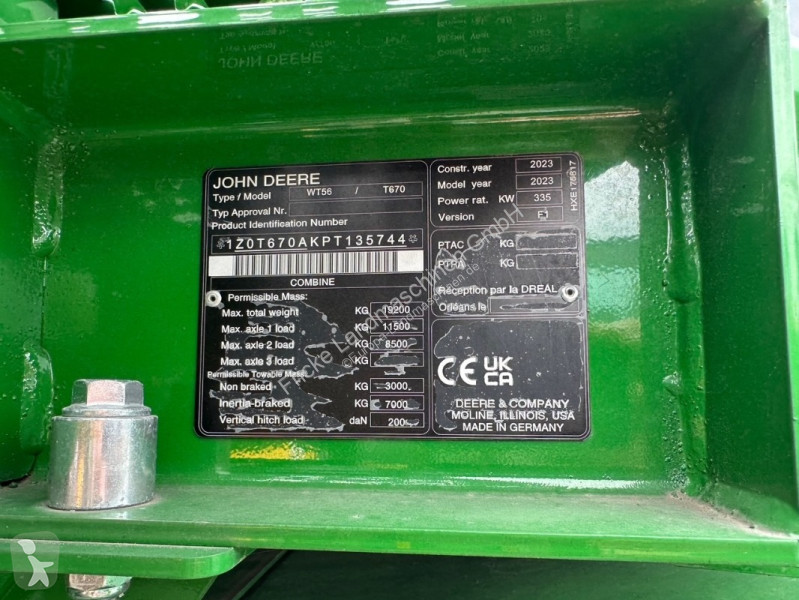 JOHN DEERE
Type / Model WT56 / T670
Typ Approval Nr.
Product Identification Number
1Z0T670AKPT135744
COMBINE
Permissible Mass:
Max. total weight KG 19200
Max. axle 1 load KG 11500
Max. axle 2 load KG 8500
Max. axle 3 load KG
Permissible Towable Mass:
Non braked KG 3000
Inertia-braked KG 7000
Vertical hitch load daN 200
Constr. year 2023
Model year 2023
Power rat. KW 335
Version
HXE176617
PTAC KG
PTRA KG
Réception par la DREAL
Orléans le
CE UK CA
DEERE & COMPANY
MOLINE, ILLINOIS, USA
MADE IN GERMANY
Fricke Landmaschinen GmbH